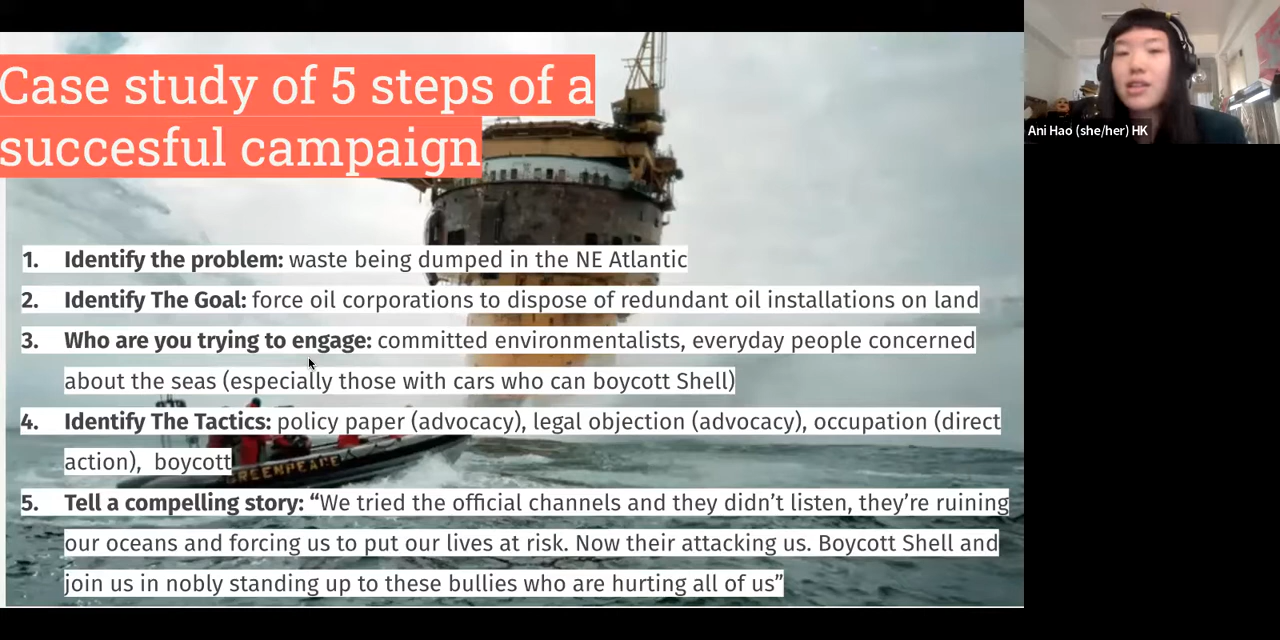 Case study of 5 steps of a
succesful campaign
1. Identify the problem: waste being dumped in the NE Atlantic
2. Identify The Goal: force oil corporations to dispose of redundant oil installations on land
3. Who are you trying to engage: committed environmentalists, everyday people concerned
about the seas (especially those with cars who can boycott Shell)
4. Identify The Tactics: policy paper (advocacy), legal objection (advocacy), occupation (direct
action), boycott
GREENPEACE
5. Tell a compelling story: “We tried the official channels and they didn’t listen, they’re ruining
our oceans and forcing us to put our lives at risk. Now their attacking us. Boycott Shell and
join us in nobly standing up to these bullies who are hurting all of us”
Ani Hao (she/her) HK